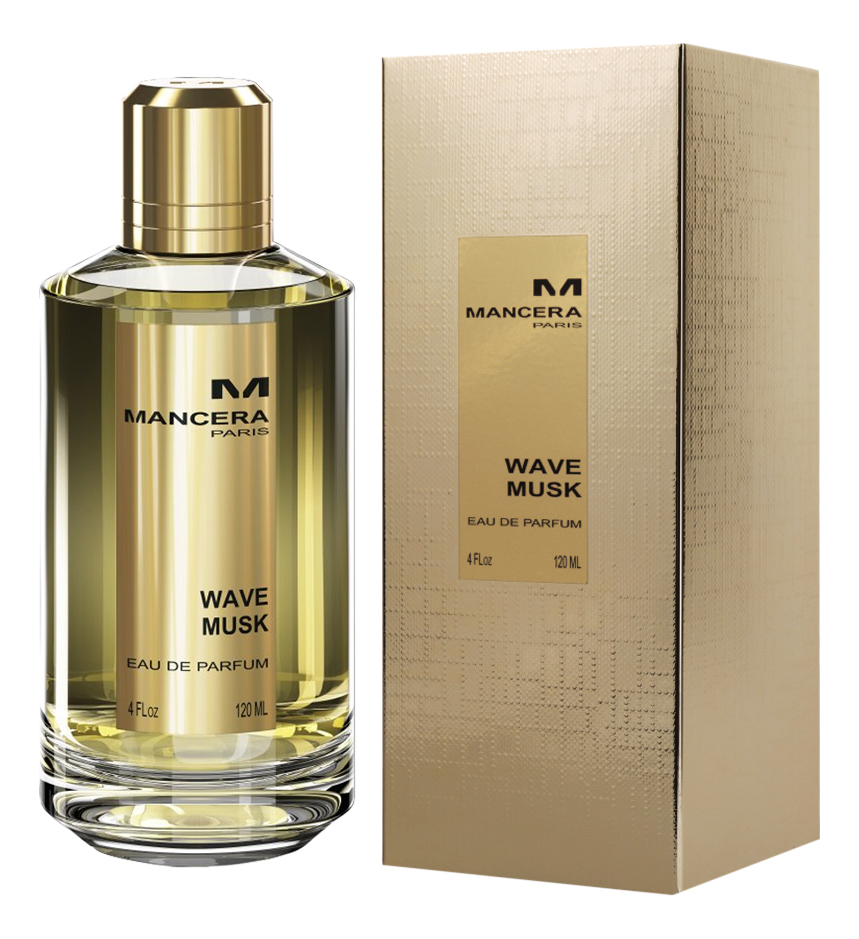 M
MANCERA
PARIS
WAVE
MUSK
EAU DE PARFUM
4 FLoz 120 ML
M
MANCERA
PARIS
WAVE
MUSK
EAU DE PARFUM
4 FLoz 120 ML